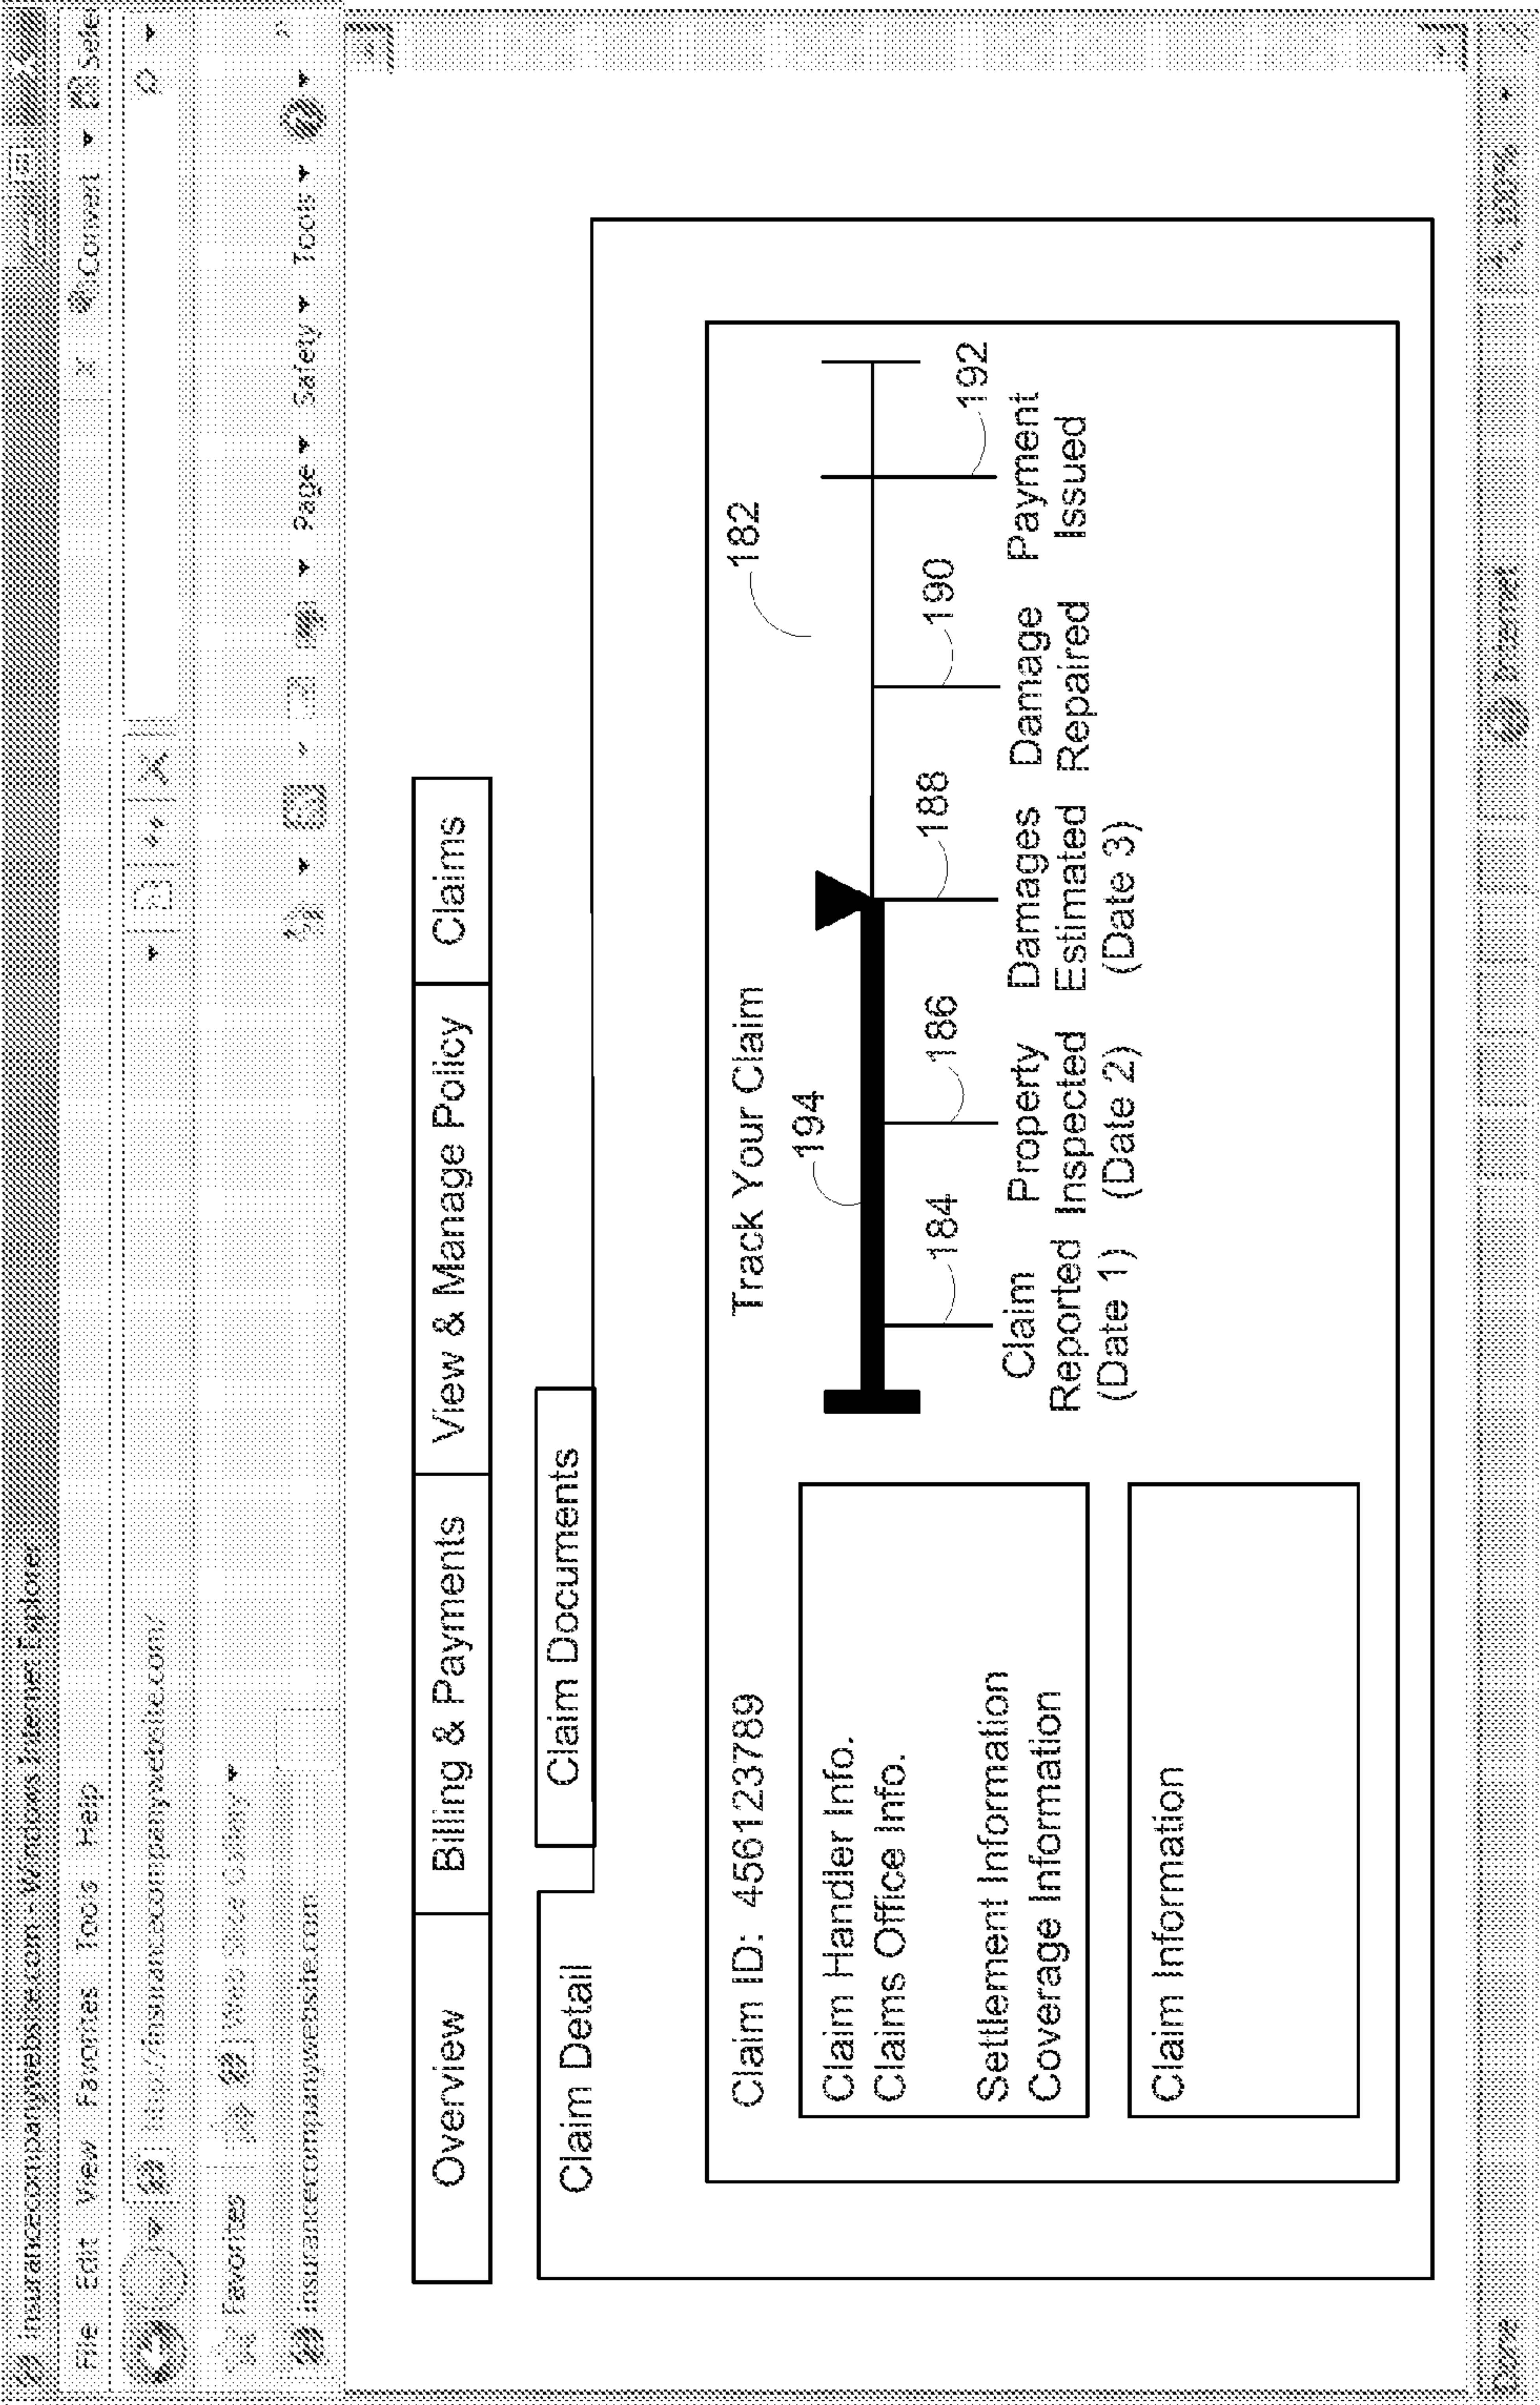 insurancecompanywebsite.com - Windows Internet Explorer
File Edit View Favorites Tools Help
Convert
http://insurancecompanywebsite.com/
Favorites
Web Slice Gallery
insurancecompanywebsite.com
Page Safety Tools
Overview Billing & Payments View & Manage Policy Claims
Claim Detail Claim Documents
Claim ID: 456123789
Claim Handler Info.
Claims Office Info.
Settlement Information
Coverage Information
Claim Information
Track Your Claim
182
194
184
186
188
190
192
Claim
Reported
(Date 1)
Property
Inspected
(Date 2)
Damages
Estimated
(Date 3)
Damage
Repaired
Payment
Issued
Done
Internet
100%